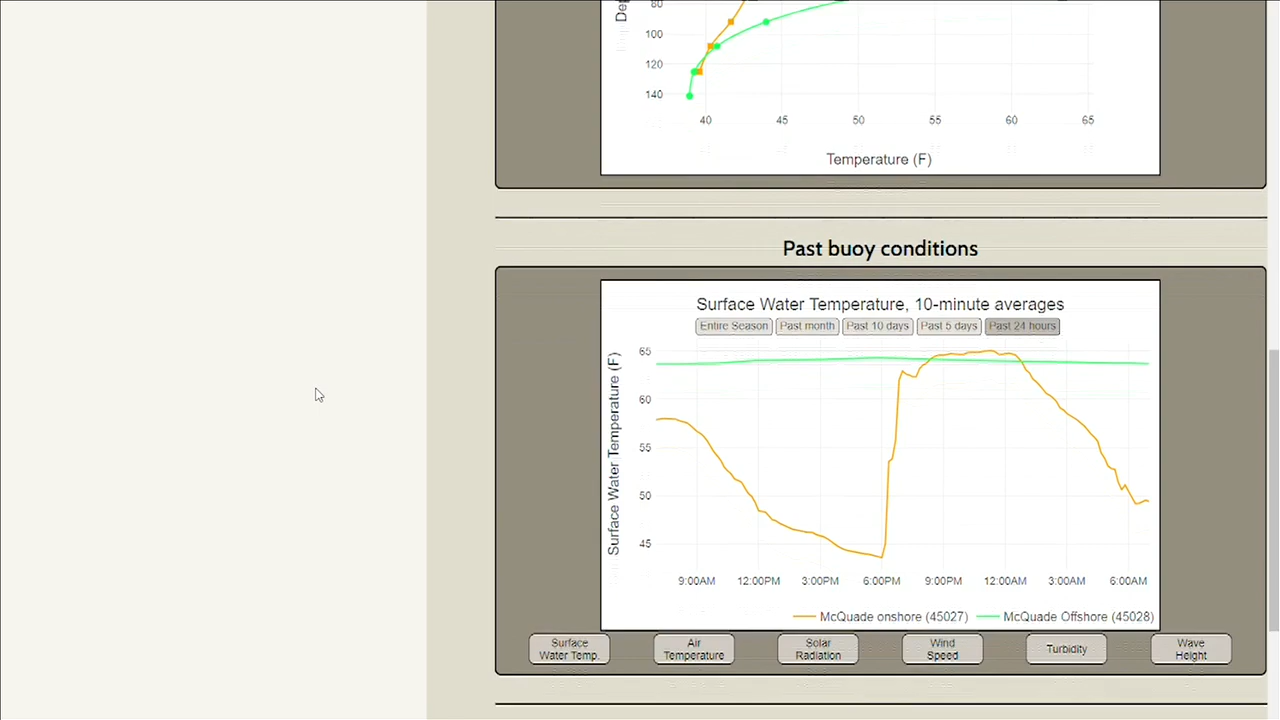 80
100
120
140
40 45 50 55 60 65
Temperature (F)
Past buoy conditions
Surface Water Temperature, 10-minute averages
Entire Season Past month Past 10 days Past 5 days Past 24 hours
Surface Water Temperature (F)
65
60
55
50
45
9:00AM 12:00PM 3:00PM 6:00PM 9:00PM 12:00AM 3:00AM 6:00AM
McQuade onshore (45027) McQuade Offshore (45028)
Surface Water Temp.
Air Temperature
Solar Radiation
Wind Speed
Turbidity
Wave Height